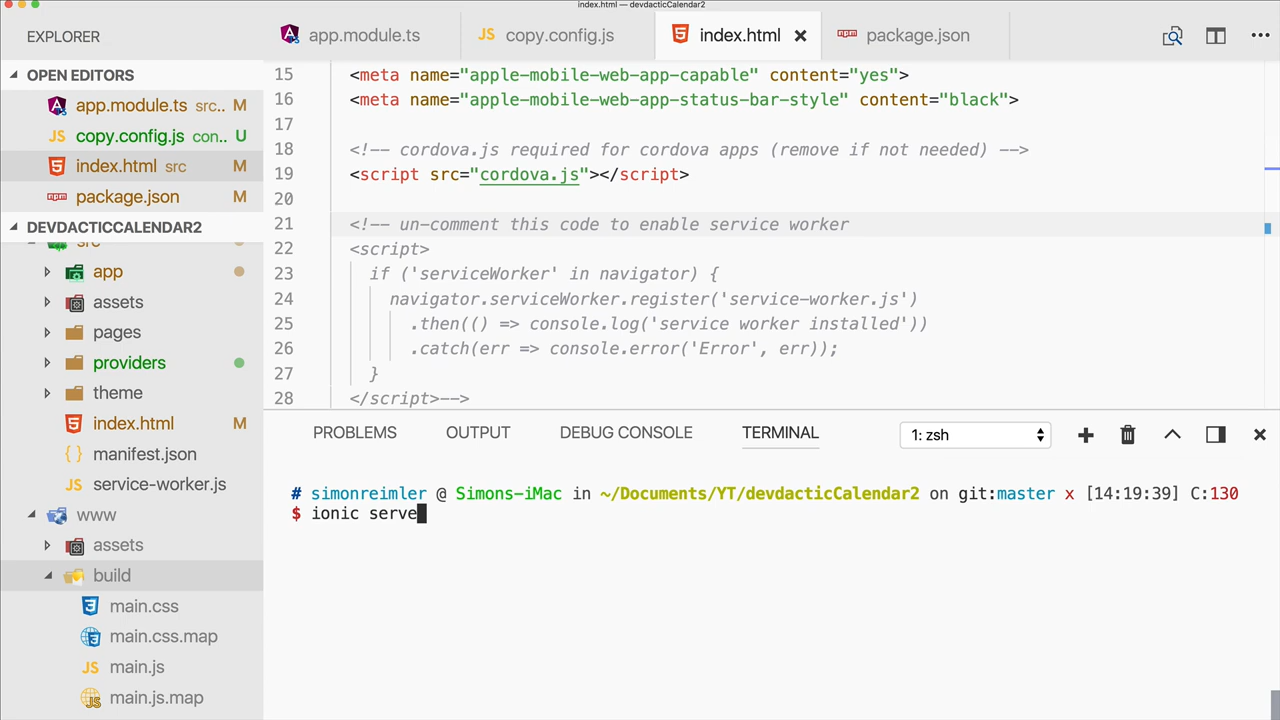 index.html — devdacticCalendar2
EXPLORER
app.module.ts
JS copy.config.js
index.html
package.json
OPEN EDITORS
app.module.ts src... M
JS copy.config.js con.. U
index.html src M
package.json M
DEVDACTICCALENDAR2
src
app
assets
pages
providers
theme
index.html M
{ } manifest.json
JS service-worker.js
www
assets
build
main.css
main.css.map
JS main.js
main.js.map
15 <meta name="apple-mobile-web-app-capable" content="yes">
16 <meta name="apple-mobile-web-app-status-bar-style" content="black">
17
18 <!-- cordova.js required for cordova apps (remove if not needed) -->
19 <script src="cordova.js"></script>
20
21 <!-- un-comment this code to enable service worker
22 <script>
23 if ('serviceWorker' in navigator) {
24 navigator.serviceWorker.register('service-worker.js')
25 .then(() => console.log('service worker installed'))
26 .catch(err => console.error('Error', err));
27 }
28 </script>-->
PROBLEMS OUTPUT DEBUG CONSOLE TERMINAL 1: zsh
# simonreimler @ Simons-iMac in ~/Documents/YT/devdacticCalendar2 on git:master x [14:19:39] C:130
$ ionic serve